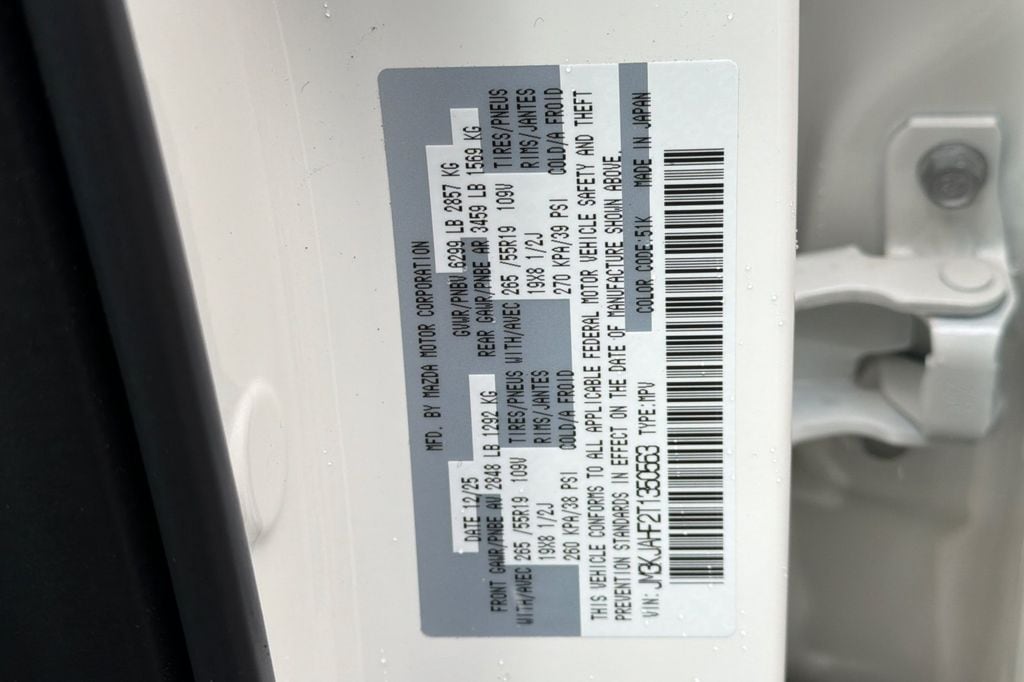 MFD. BY MAZDA MOTOR CORPORATION
DATE 12/25 GVWR/PNBV 6299 LB 2857 KG
FRONT GAWR/PNBE AV 2848 LB 1292 KG REAR GAWR/PNBE AR 3459 LB 1569 KG
WITH/AVEC 265 /55R19 109V TIRES/PNEUS WITH/AVEC 265 /55R19 109V TIRES/PNEUS
19X8 1/2J RIMS/JANTES 19X8 1/2J RIMS/JANTES
260 KPA/38 PSI COLD/A FROID 270 KPA/39 PSI COLD/A FROID
THIS VEHICLE CONFORMS TO ALL APPLICABLE FEDERAL MOTOR VEHICLE SAFETY AND THEFT
PREVENTION STANDARDS IN EFFECT ON THE DATE OF MANUFACTURE SHOWN ABOVE.
VIN: JM3KJAHF2T1350563 TYPE:MPV COLOR CODE:51K MADE IN JAPAN